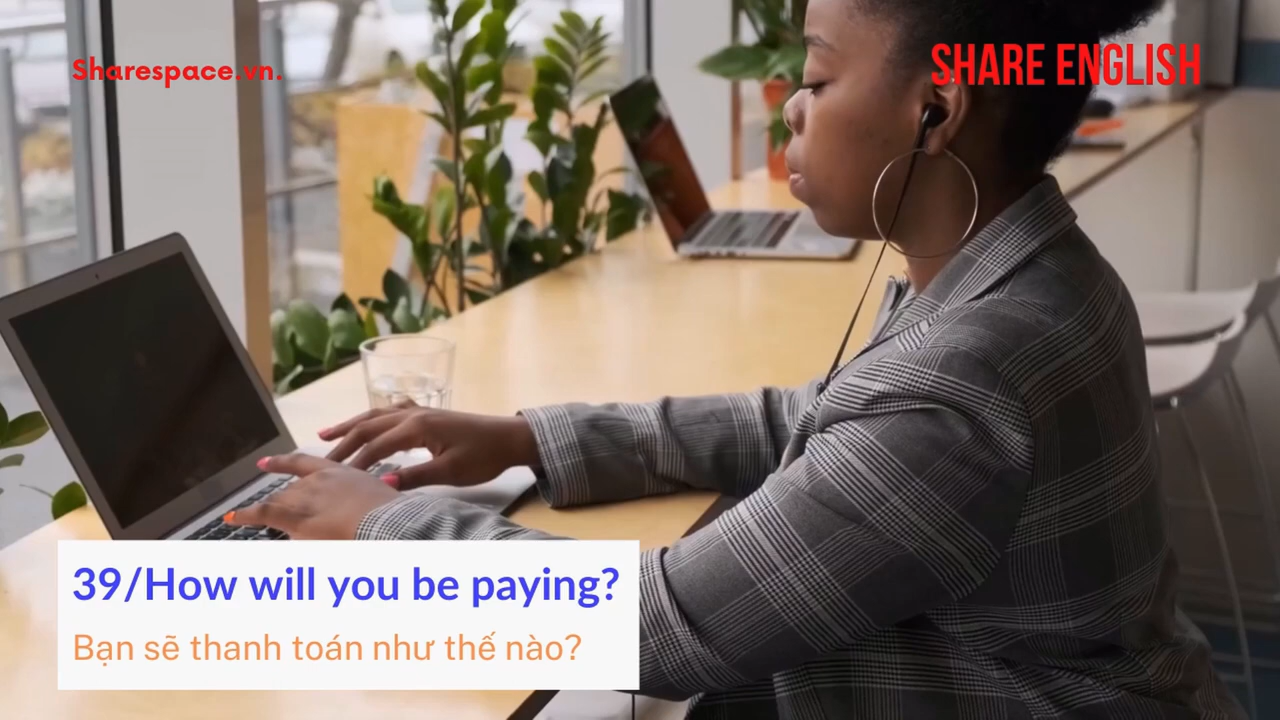 Sharespace.vn.
SHARE ENGLISH
39/How will you be paying?
Bạn sẽ thanh toán như thế nào?